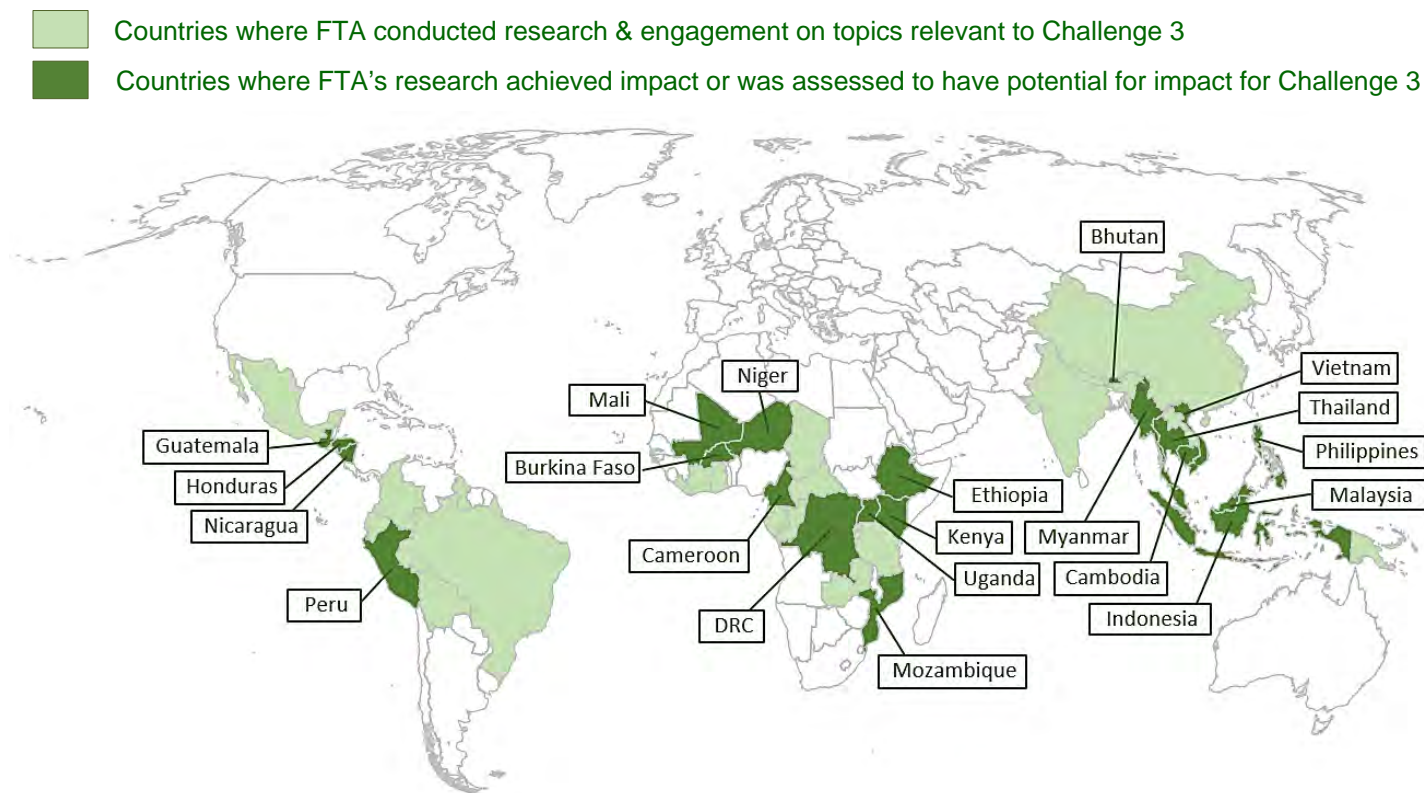 Countries where FTA conducted research & engagement on topics relevant to Challenge 3
Countries where FTA's research achieved impact or was assessed to have potential for impact for Challenge 3
Bhutan
Vietnam
Niger
Mali
Thailand
Guatemala
Philippines
Burkina Faso
Honduras
Ethiopia
Malaysia
Nicaragua
Kenya
Myanmar
Cameroon
Uganda
Cambodia
Peru
Indonesia
DRC
Mozambique